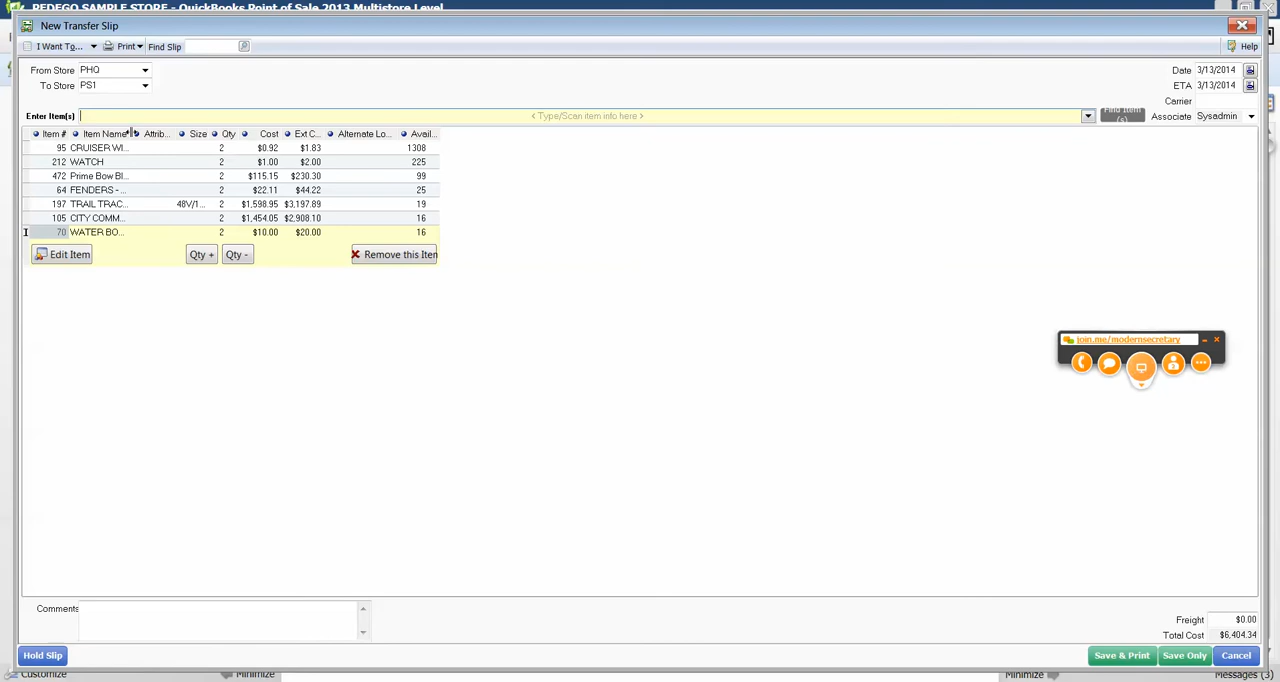 REDEGO SAMPLE STORE - QuickBooks Point of Sale 2013 Multistore Level
New Transfer Slip
I Want To... Print Find Slip Help
From Store PHQ Date 3/13/2014
To Store PS1 ETA 3/13/2014
Carrier
Enter Item(s) < Type/Scan item info here > Find Item(s) Associate Sysadmin
Item # Item Name Attrib... Size Qty Cost Ext C... Alternate Lo... Avail...
95 CRUISER WI... 2 $0.92 $1.83 1308
212 WATCH 2 $1.00 $2.00 225
472 Prime Bow Bl... 2 $115.15 $230.30 99
64 FENDERS - ... 2 $22.11 $44.22 25
197 TRAIL TRAC... 48V/1... 2 $1,598.95 $3,197.89 19
105 CITY COMM... 2 $1,454.05 $2,908.10 16
70 WATER BO... 2 $10.00 $20.00 16
Edit Item Qty + Qty - Remove this Iten
join.me/modernsecretary
Comments
Freight $0.00
Total Cost $6,404.34
Hold Slip Save & Print Save Only Cancel
Customize Minimize Minimize Messages (3)